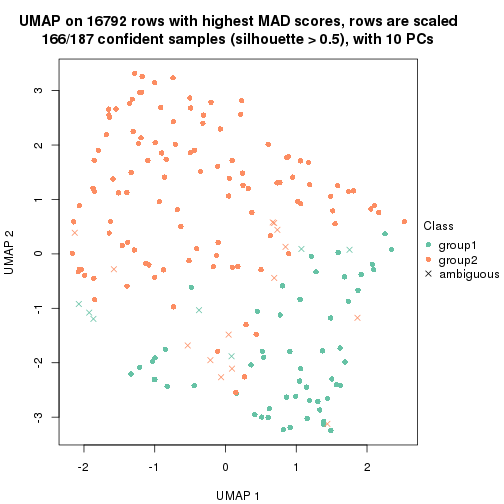 UMAP on 16792 rows with highest MAD scores, rows are scaled
166/187 confident samples (silhouette > 0.5), with 10 PCs
3
2
1
0
-1
-2
-3
UMAP 2
-2
-1
0
1
2
UMAP 1
Class
group1
group2
ambiguous